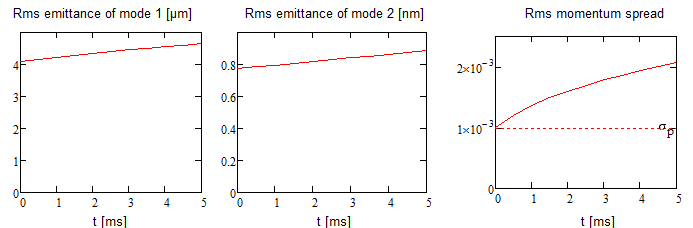 Rms emittance of mode 1 [µm]
4
3
2
1
0
0 1 2 3 4 5
t [ms]
Rms emittance of mode 2 [nm]
0.8
0.6
0.4
0.2
0
0 1 2 3 4 5
t [ms]
Rms momentum spread
2×10⁻³
1×10⁻³
σp
0
0 1 2 3 4 5
t [ms]